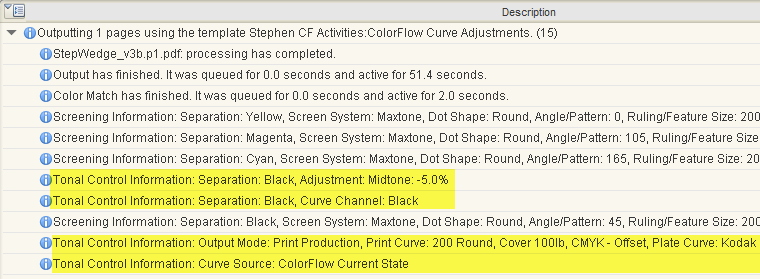 Description
Outputting 1 pages using the template Stephen CF Activities:ColorFlow Curve Adjustments. (15)
StepWedge_v3b.p1.pdf: processing has completed.
Output has finished. It was queued for 0.0 seconds and active for 51.4 seconds.
Color Match has finished. It was queued for 0.0 seconds and active for 2.0 seconds.
Screening Information: Separation: Yellow, Screen System: Maxtone, Dot Shape: Round, Angle/Pattern: 0, Ruling/Feature Size: 200
Screening Information: Separation: Magenta, Screen System: Maxtone, Dot Shape: Round, Angle/Pattern: 105, Ruling/Feature Size: 
Screening Information: Separation: Cyan, Screen System: Maxtone, Dot Shape: Round, Angle/Pattern: 165, Ruling/Feature Size: 20
Tonal Control Information: Separation: Black, Adjustment: Midtone: -5.0%
Tonal Control Information: Separation: Black, Curve Channel: Black
Screening Information: Separation: Black, Screen System: Maxtone, Dot Shape: Round, Angle/Pattern: 45, Ruling/Feature Size: 200
Tonal Control Information: Output Mode: Print Production, Print Curve: 200 Round, Cover 100lb, CMYK - Offset, Plate Curve: Kodak
Tonal Control Information: Curve Source: ColorFlow Current State